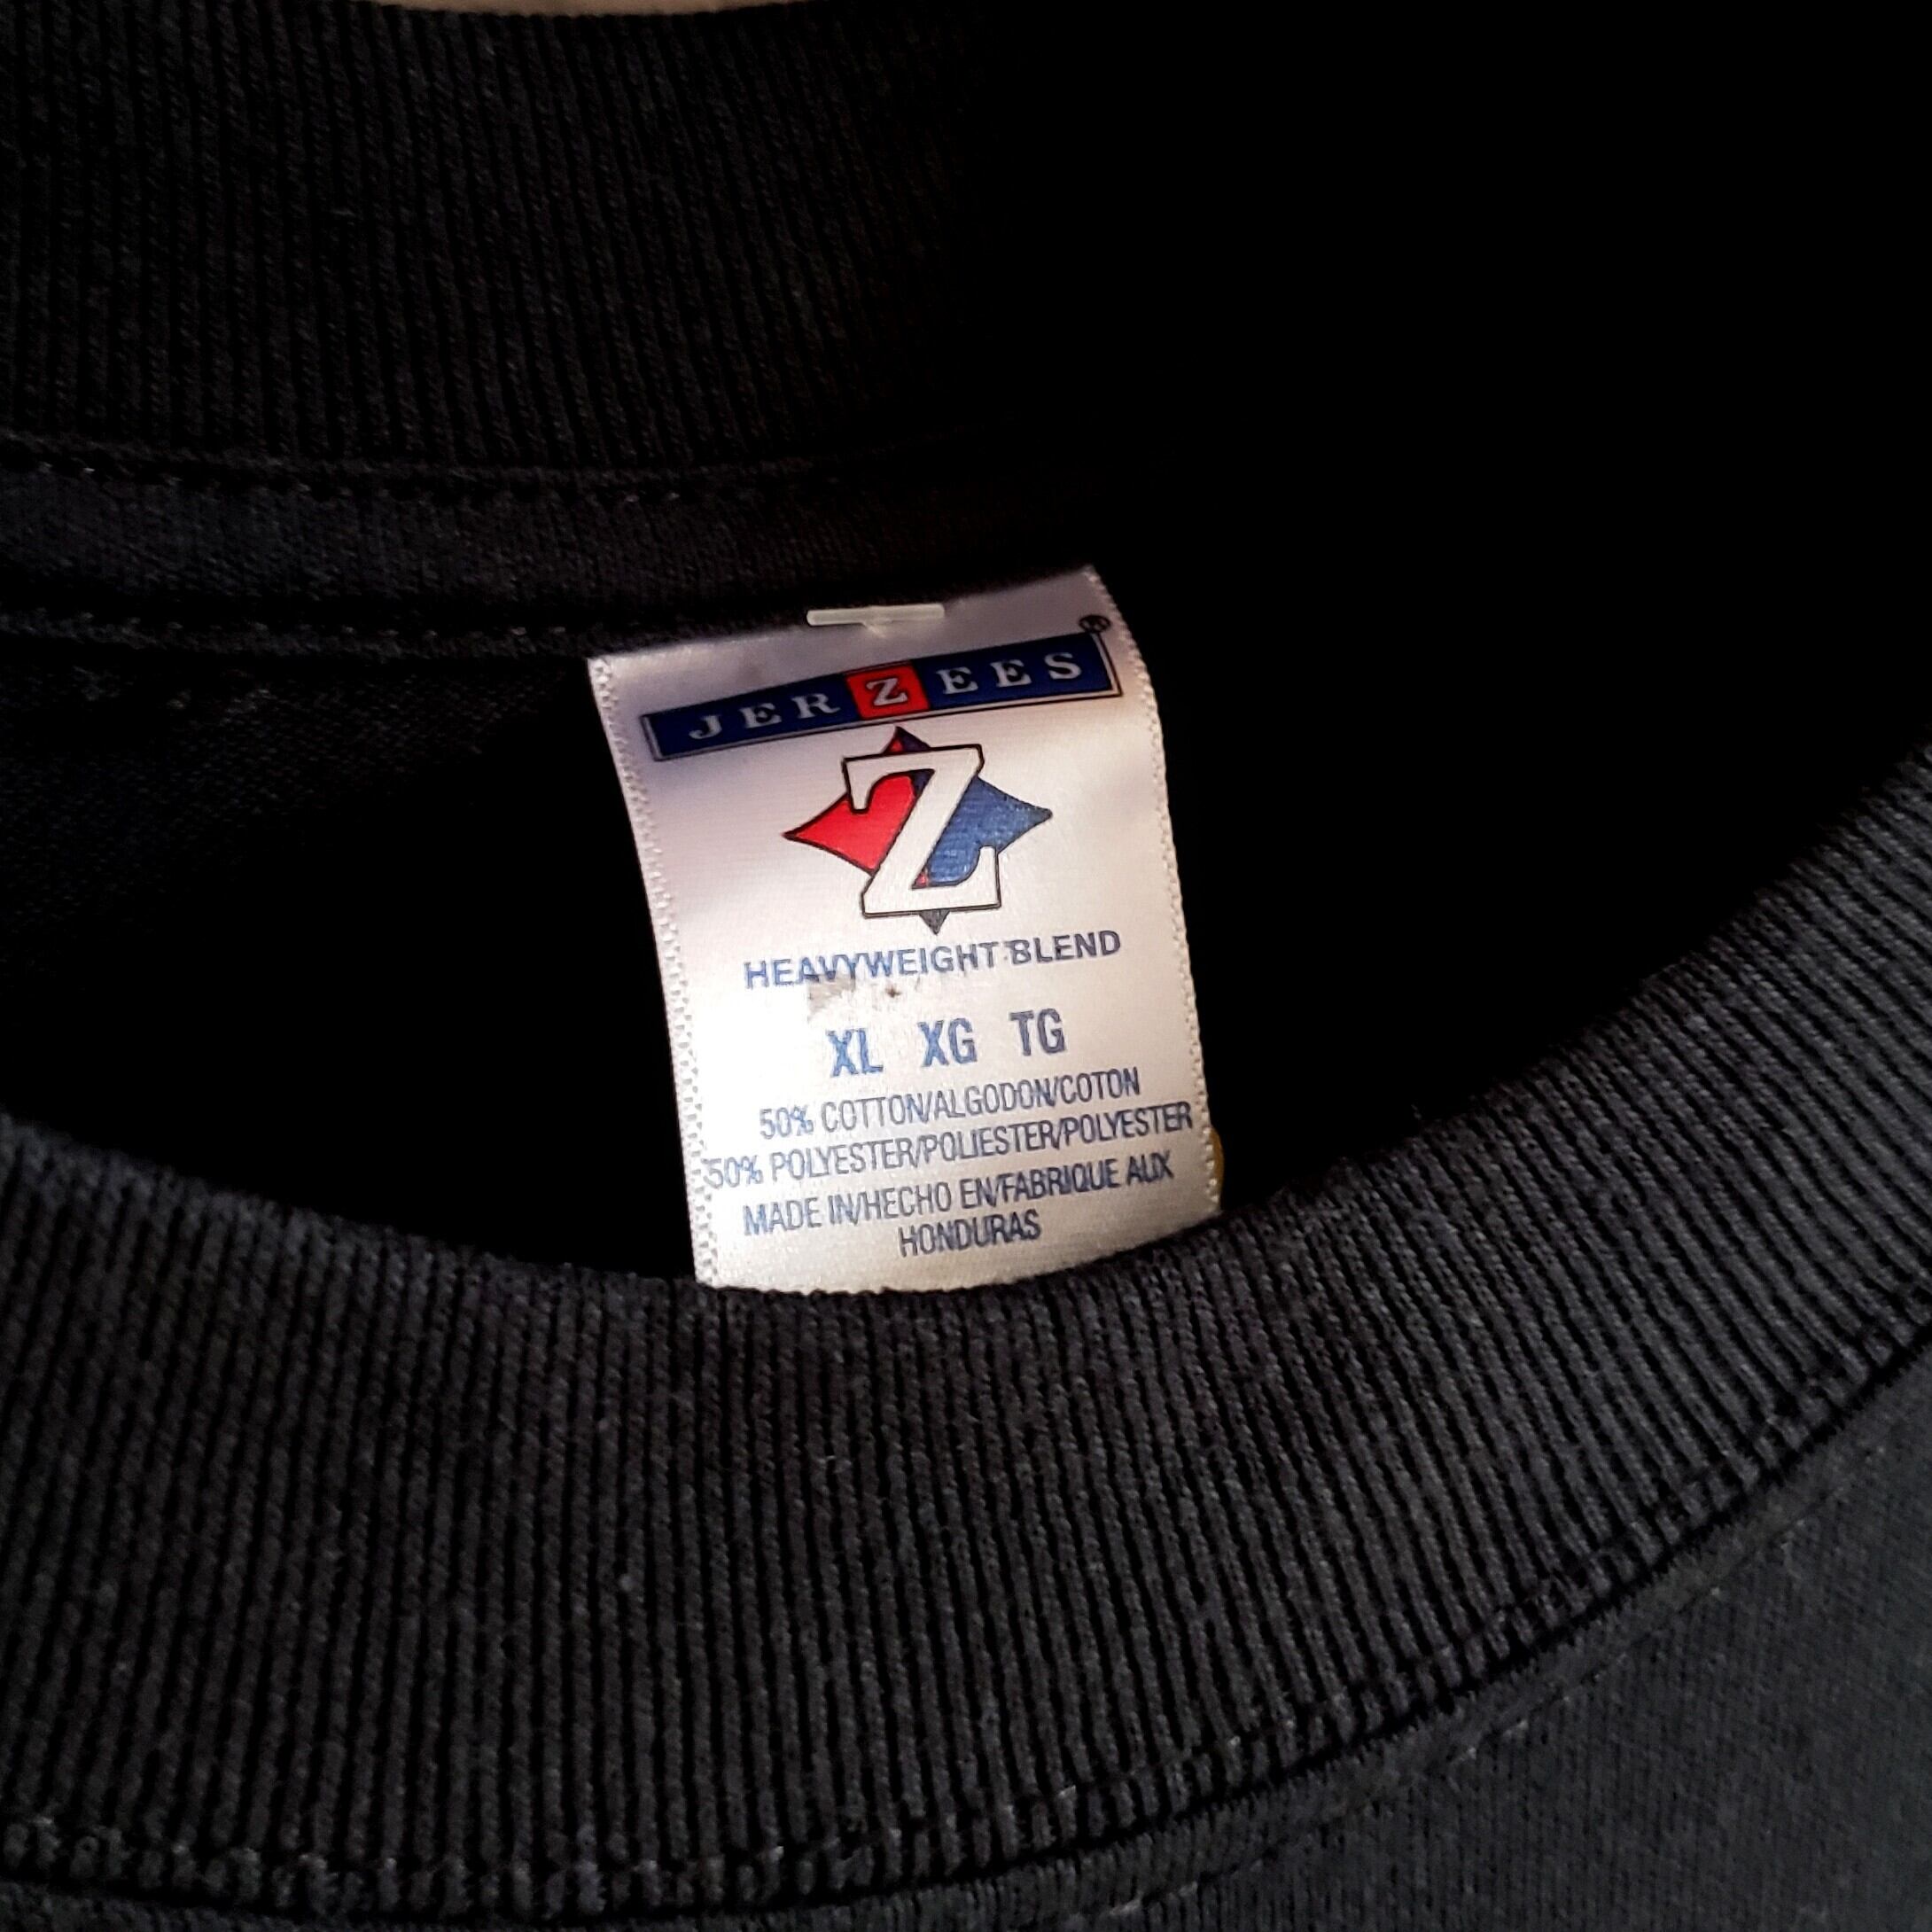 JERZEES®
Z
HEAVYWEIGHT BLEND
XL XG TG
50% COTTON/ALGODON/COTON
50% POLYESTER/POLIESTER/POLYESTER
MADE IN/HECHO EN/FABRIQUE AUX
HONDURAS